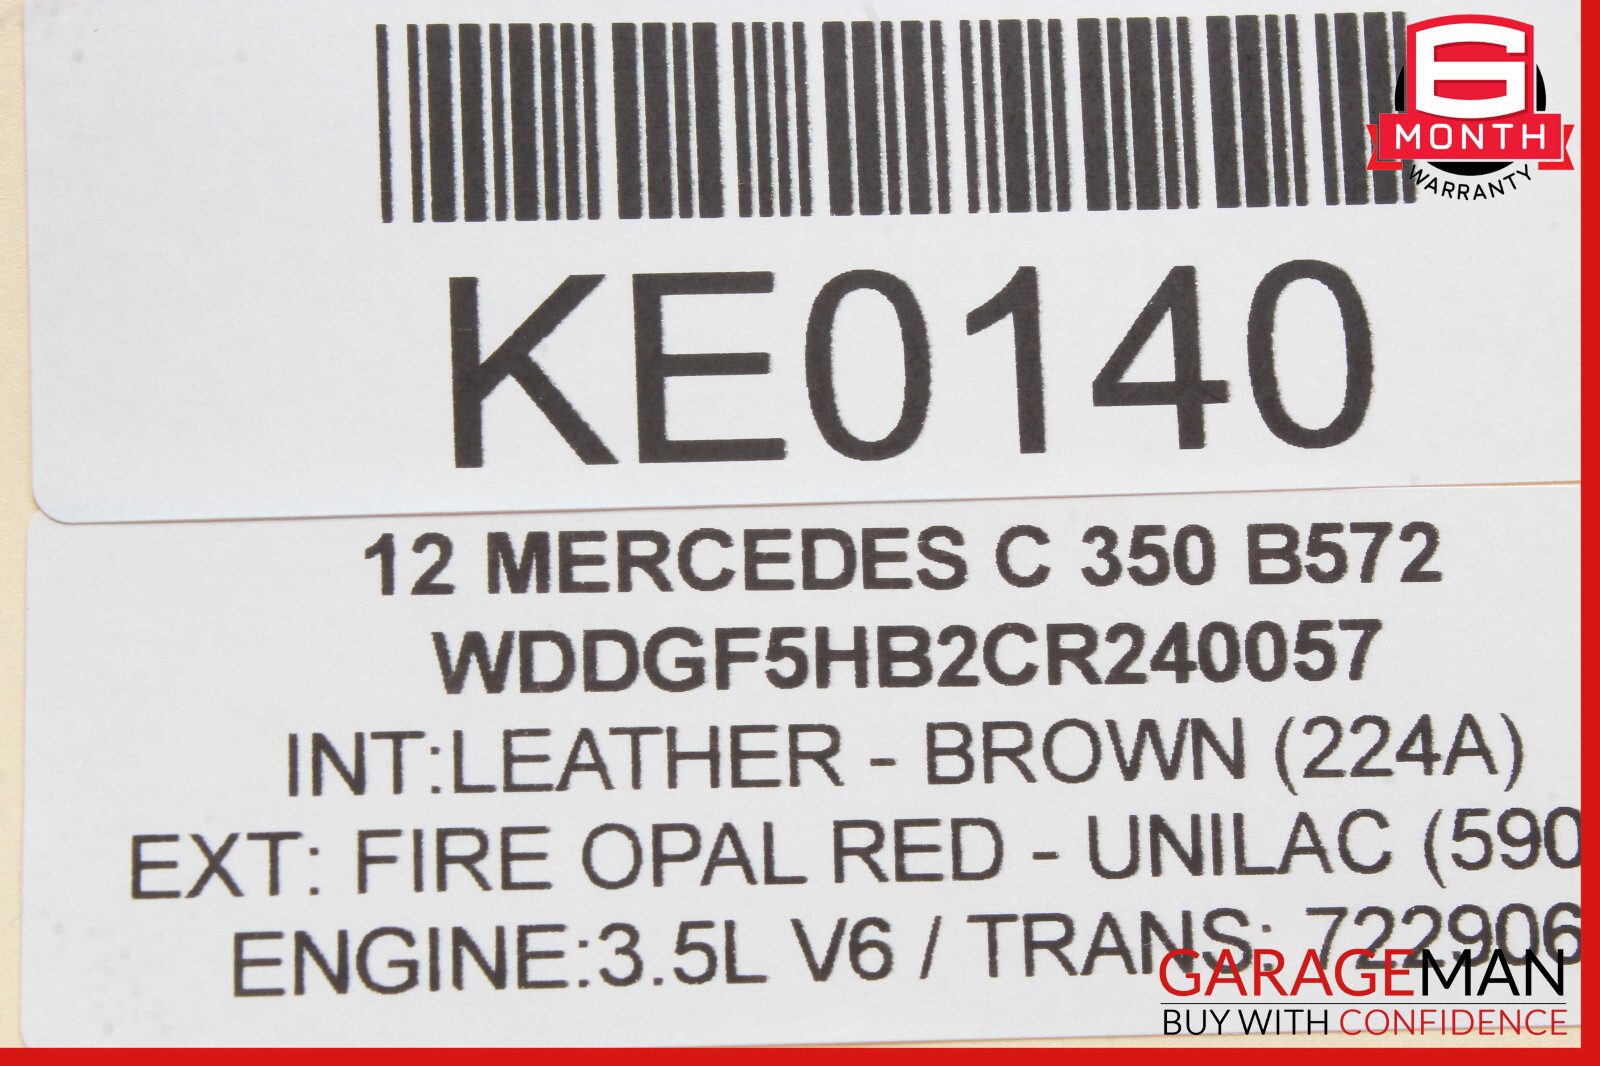 6
MONTH
WARRANTY
KE0140
12 MERCEDES C 350 B572
WDDGF5HB2CR240057
INT:LEATHER - BROWN (224A)
EXT: FIRE OPAL RED - UNILAC (590
ENGINE:3.5L V6 / TRANS: 722906
GARAGEMAN
BUY WITH CONFIDENCE